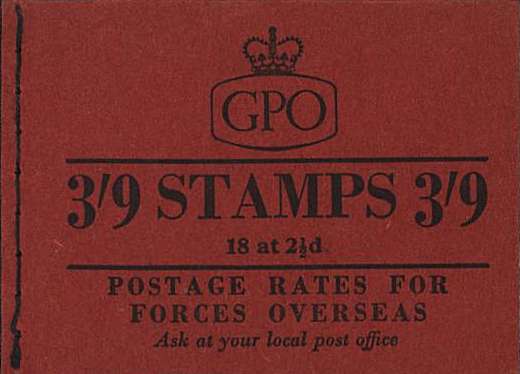 GPO
3/9 STAMPS 3/9
18 at 2½d
POSTAGE RATES FOR
FORCES OVERSEAS
Ask at your local post office